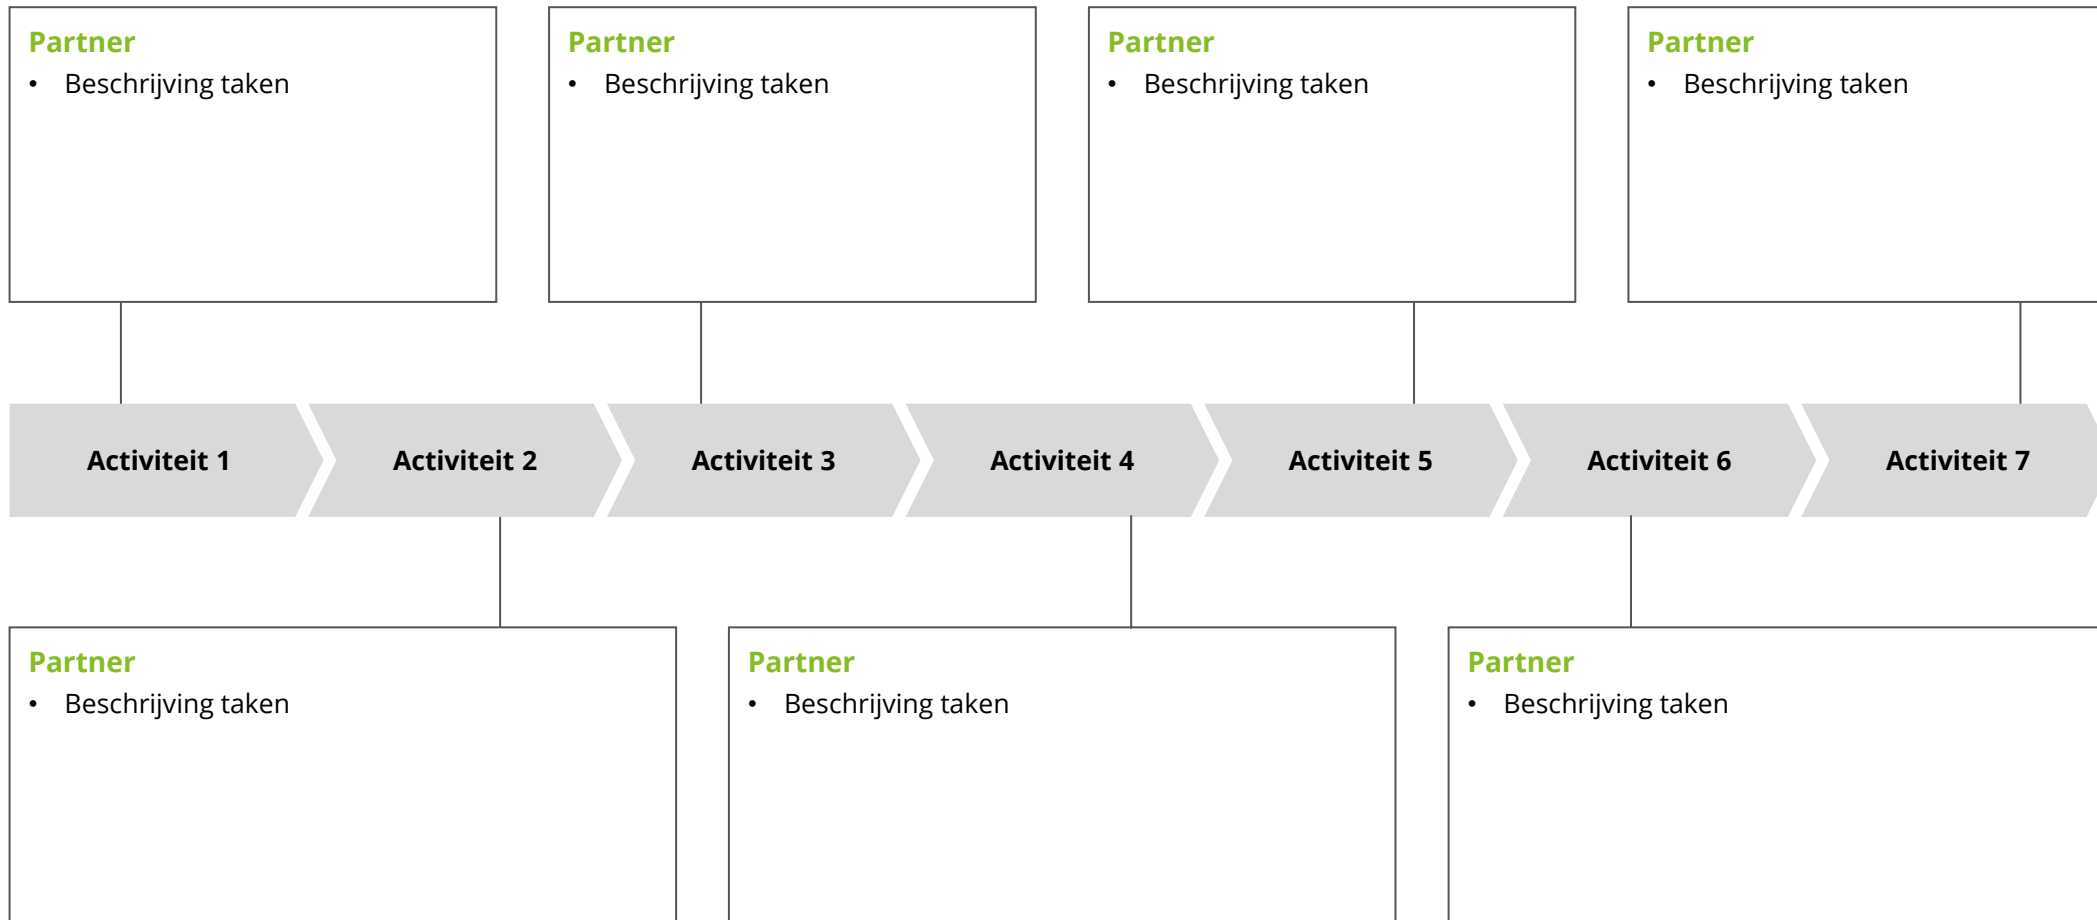 Partner
• Beschrijving taken
Partner
• Beschrijving taken
Partner
• Beschrijving taken
Partner
• Beschrijving taken
Activiteit 1
Activiteit 2
Activiteit 3
Activiteit 4
Activiteit 5
Activiteit 6
Activiteit 7
Partner
• Beschrijving taken
Partner
• Beschrijving taken
Partner
• Beschrijving taken